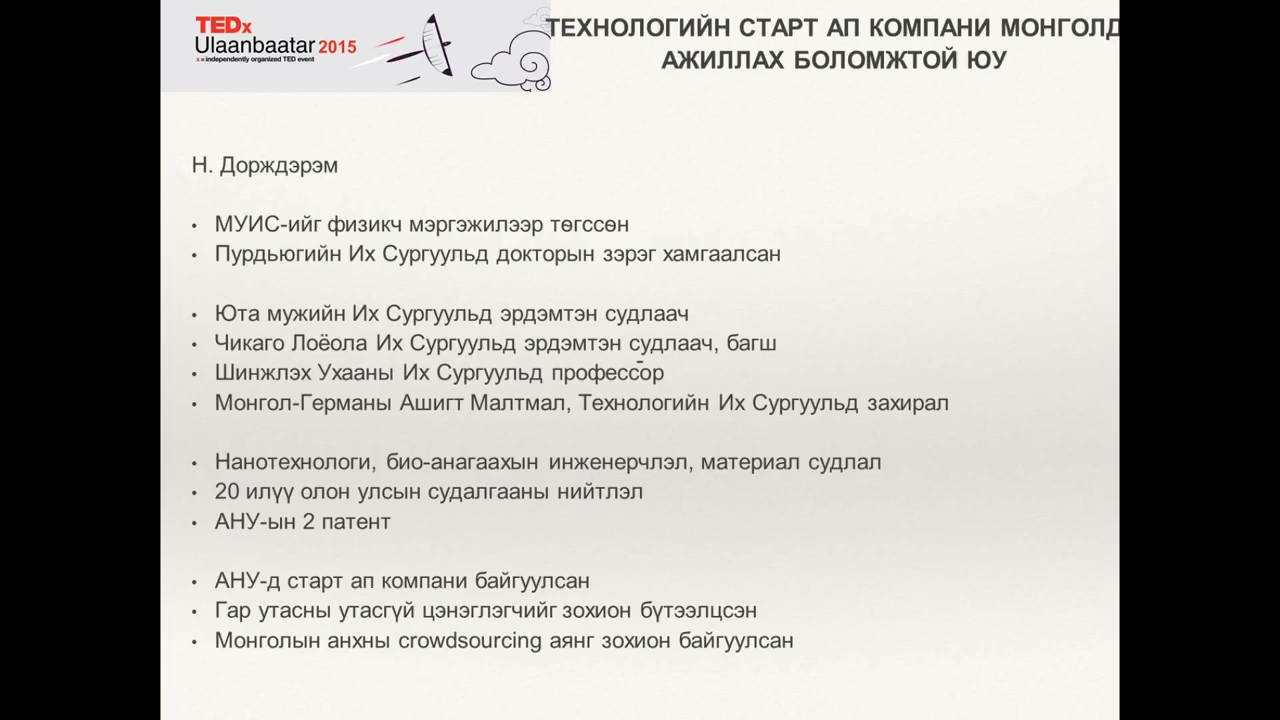 TEDx
Ulaanbaatar 2015
x = independently organized TED event
ТЕХНОЛОГИЙН СТАРТ АП КОМПАНИ МОНГОЛД
АЖИЛЛАХ БОЛОМЖТОЙ ЮУ
Н. Дорждэрэм
• МУИС-ийг физикч мэргэжилээр төгссөн
• Пурдьюгийн Их Сургуульд докторын зэрэг хамгаалсан
• Юта мужийн Их Сургуульд эрдэмтэн судлаач
• Чикаго Лоёола Их Сургуульд эрдэмтэн судлаач, багш
• Шинжлэх Ухааны Их Сургуульд профессор
• Монгол-Германы Ашигт Малтмал, Технологийн Их Сургуульд захирал
• Нанотехнологи, био-анагаахын инженерчлэл, материал судлал
• 20 илүү олон улсын судалгааны нийтлэл
• АНУ-ын 2 патент
• АНУ-д старт ап компани байгуулсан
• Гар утасны утасгүй цэнэглэгчийг зохион бүтээлцсэн
• Монголын анхны crowdsourcing аянг зохион байгуулсан